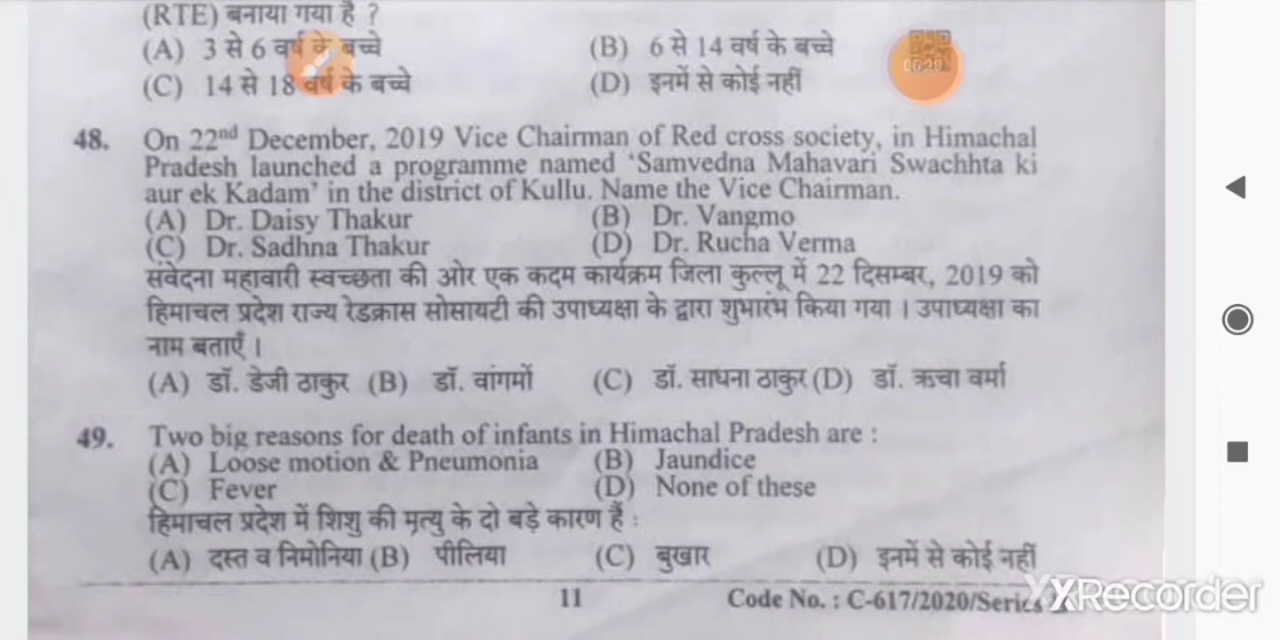 (RTE) बनाया गया है ?
(A) 3 से 6 वर्ष के बच्चे (B) 6 से 14 वर्ष के बच्चे
(C) 14 से 18 वर्ष के बच्चे (D) इनमें से कोई नहीं
06:29
48. On 22nd December, 2019 Vice Chairman of Red cross society, in Himachal
Pradesh launched a programme named 'Samvedna Mahavari Swachhta ki
aur ek Kadam' in the district of Kullu. Name the Vice Chairman.
(A) Dr. Daisy Thakur (B) Dr. Vangmo
(C) Dr. Sadhna Thakur (D) Dr. Rucha Verma
संवेदना महावारी स्वच्छता की ओर एक कदम कार्यक्रम जिला कुल्लू में 22 दिसम्बर, 2019 को
हिमाचल प्रदेश राज्य रेडक्रास सोसायटी की उपाध्यक्षा के द्वारा शुभारंभ किया गया । उपाध्यक्षा का
नाम बताएँ ।
(A) डॉ. डेजी ठाकुर (B) डॉ. वांगमों (C) डॉ. साधना ठाकुर (D) डॉ. ऋचा वर्मा
49. Two big reasons for death of infants in Himachal Pradesh are :
(A) Loose motion & Pneumonia (B) Jaundice
(C) Fever (D) None of these
हिमाचल प्रदेश में शिशु की मृत्यु के दो बड़े कारण हैं :
(A) दस्त व निमोनिया (B) पीलिया (C) बुखार (D) इनमें से कोई नहीं
11 Code No. : C-617/2020/Series
XRecorder